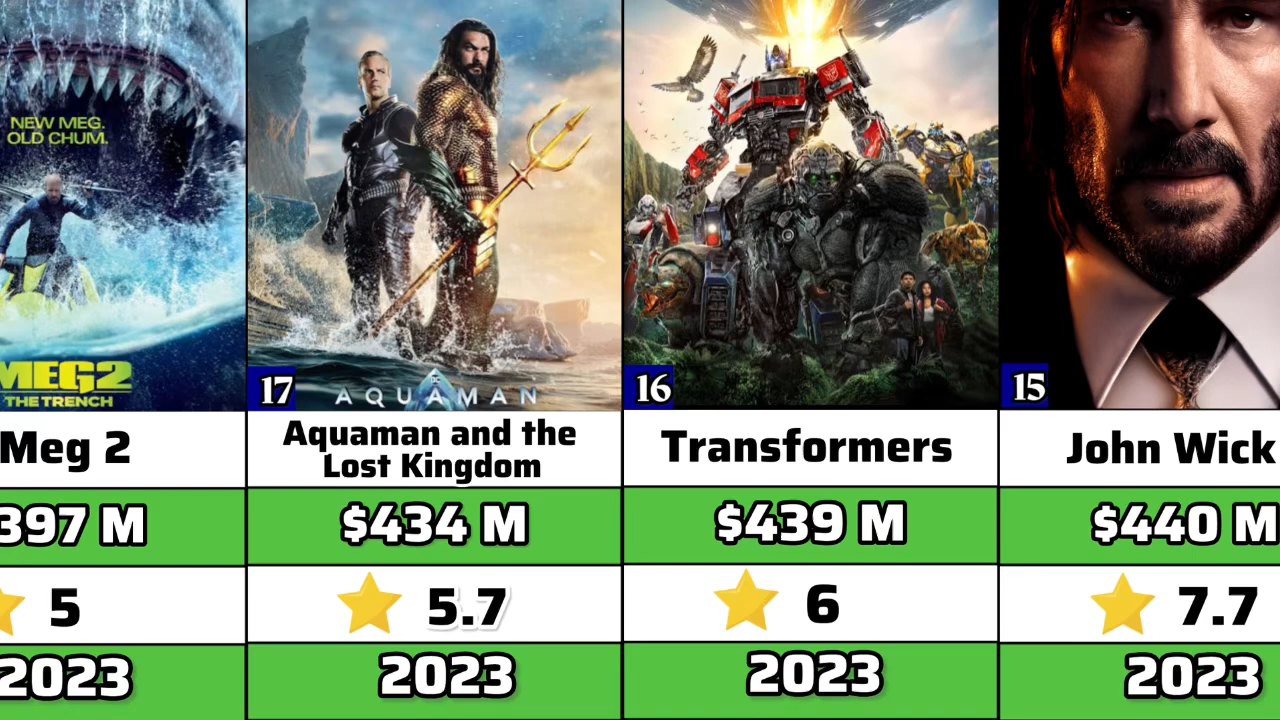 NEW MEG.
OLD CHUM.
MEG2
THE TRENCH
Meg 2
397 M
5
2023
17
AQUAMAN
Aquaman and the
Lost Kingdom
$434 M
5.7
2023
16
Transformers
$439 M
6
2023
15
John Wick
$440 M
7.7
2023